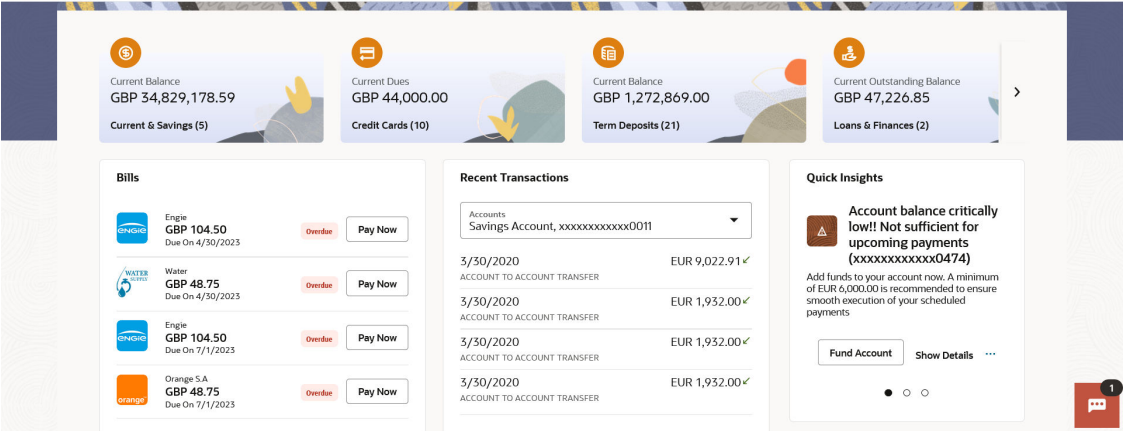 Current Balance
GBP 34,829,178.59
Current & Savings (5)
Current Dues
GBP 44,000.00
Credit Cards (10)
Current Balance
GBP 1,272,869.00
Term Deposits (21)
Current Outstanding Balance
GBP 47,226.85
Loans & Finances (2)
Bills
ENGIE
Engie
GBP 104.50
Due On 4/30/2023
Overdue
Pay Now
WATER
SUPPLY
Water
GBP 48.75
Due On 4/30/2023
Overdue
Pay Now
ENGIE
Engie
GBP 104.50
Due On 7/1/2023
Overdue
Pay Now
orange
Orange S.A
GBP 48.75
Due On 7/1/2023
Overdue
Pay Now
Recent Transactions
Accounts
Savings Account, xxxxxxxxxxxx0011
3/30/2020 EUR 9,022.91
ACCOUNT TO ACCOUNT TRANSFER
3/30/2020 EUR 1,932.00
ACCOUNT TO ACCOUNT TRANSFER
3/30/2020 EUR 1,932.00
ACCOUNT TO ACCOUNT TRANSFER
3/30/2020 EUR 1,932.00
ACCOUNT TO ACCOUNT TRANSFER
Quick Insights
Account balance critically
low!! Not sufficient for
upcoming payments
(xxxxxxxxxxxx0474)
Add funds to your account now. A minimum
of EUR 6,000.00 is recommended to ensure
smooth execution of your scheduled
payments
Fund Account
Show Details
1